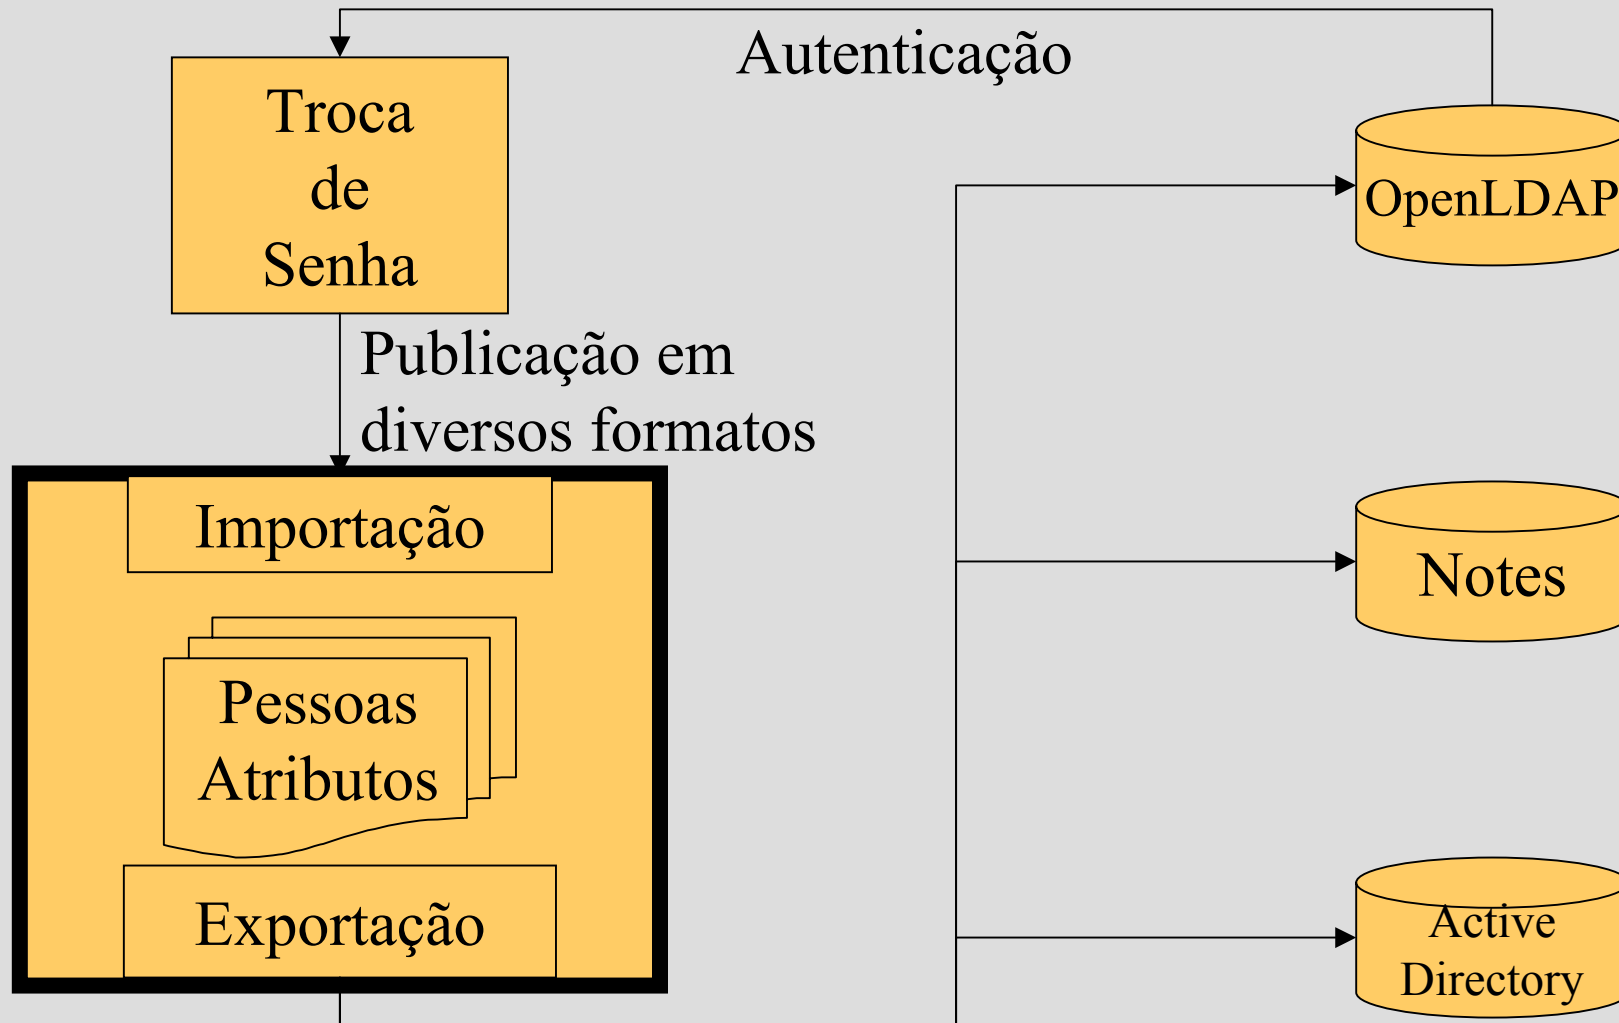 Autenticação
Troca
de
Senha
OpenLDAP
Publicação em
diversos formatos
Importação
Notes
Pessoas
Atributos
Exportação
Active
Directory